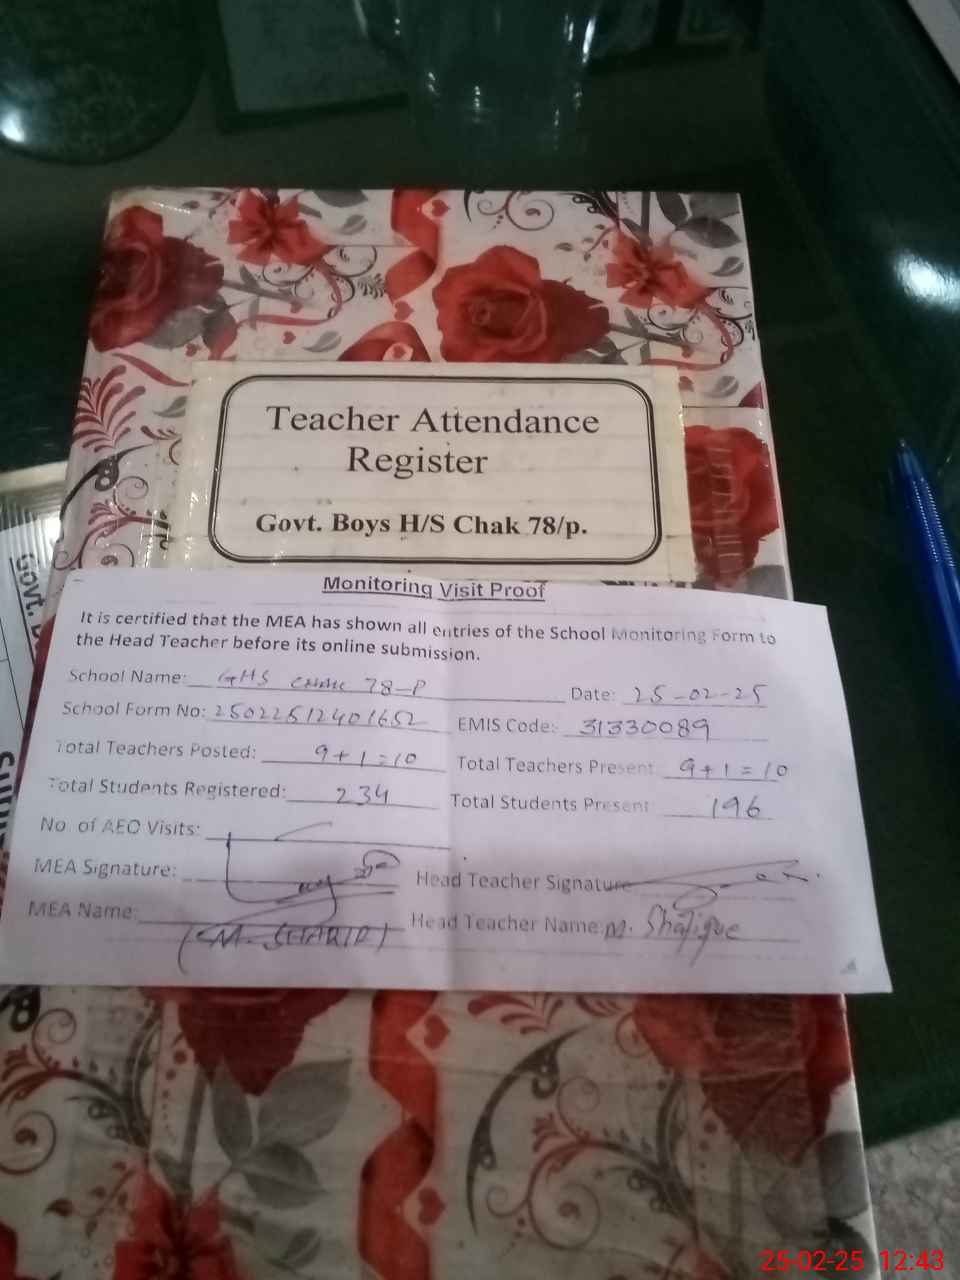 Teacher Attendance
Register
Govt. Boys H/S Chak 78/p.
Govt.
Monitoring Visit Proof
It is certified that the MEA has shown all entries of the School Monitoring Form to
the Head Teacher before its online submission.
School Name: GHS CHAK 78-P Date: 25-02-25
School Form No: 25022512401652 EMIS Code: 31330089
Total Teachers Posted: 9+1=10 Total Teachers Present 9+1=10
Total Students Registered: 234 Total Students Present 196
No. of AEO Visits:
MEA Signature: Head Teacher Signature
MEA Name: (M. SHARIF) Head Teacher Name: M. Shafique
25-02-25 12:43